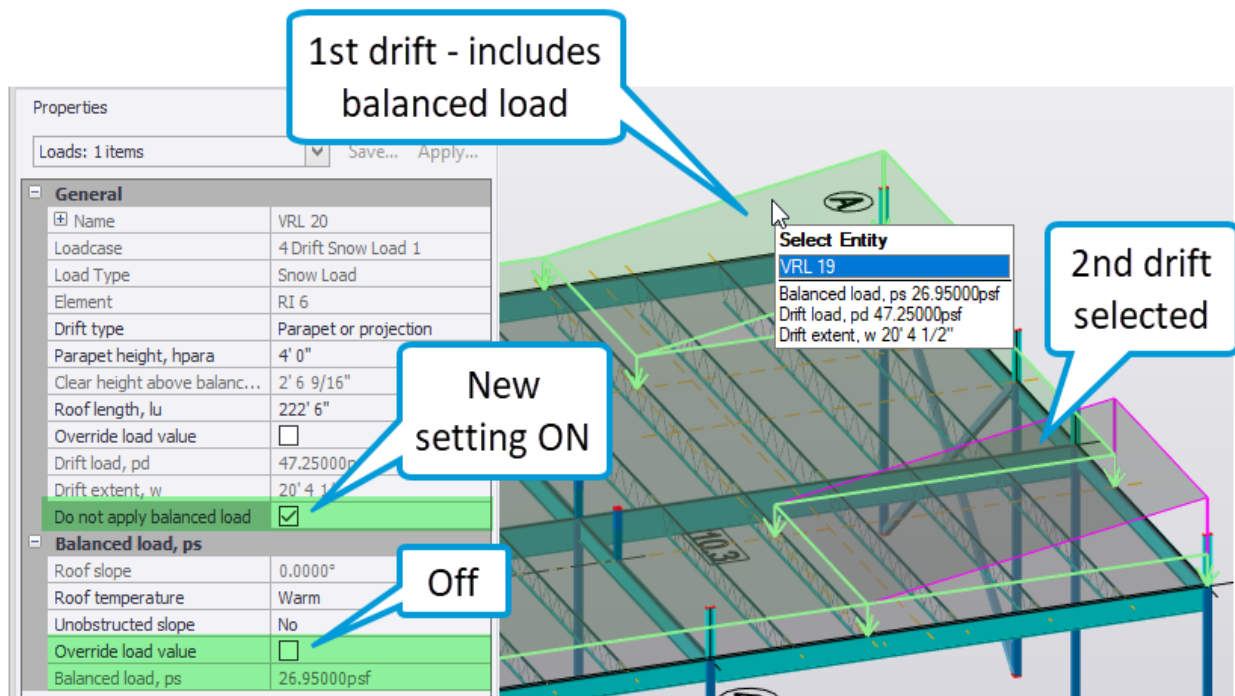 1st drift - includes
balanced load
Properties
Loads: 1 items
Save... Apply...
General
Name VRL 20
Loadcase 4 Drift Snow Load 1
Load Type Snow Load
Element RI 6
Drift type Parapet or projection
Parapet height, hpara 4' 0"
Clear height above balanc... 2' 6 9/16"
Roof length, lu 222' 6"
Override load value
Drift load, pd 47.25000p
Drift extent, w 20' 4 1/
Do not apply balanced load
Balanced load, ps
Roof slope 0.0000°
Roof temperature Warm
Unobstructed slope No
Override load value
Balanced load, ps 26.95000psf
New
setting ON
Off
A
Select Entity
VRL 19
Balanced load, ps 26.95000psf
Drift load, pd 47.25000psf
Drift extent, w 20' 4 1/2"
2nd drift
selected
10.3